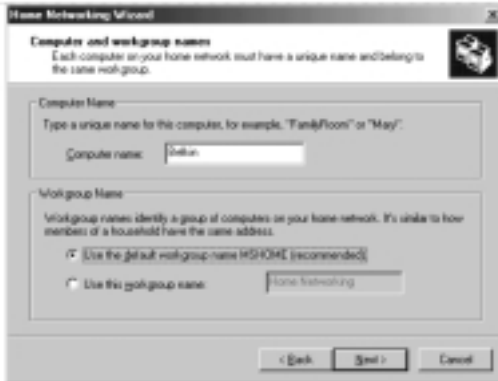 Home Networking Wizard
Computer and workgroup names
Each computer on your home network must have a unique name and belong to
the same workgroup.
Computer Name
Type a unique name for this computer, for example, "FamilyRoom" or "Mary".
Computer name:
Workgroup Name
Workgroup names identify a group of computers on your home network. It's similar to how
members of a household have the same address.
Use the default workgroup name MSHOME (recommended)
Use this workgroup name:
Home Networking
< Back
Next >
Cancel